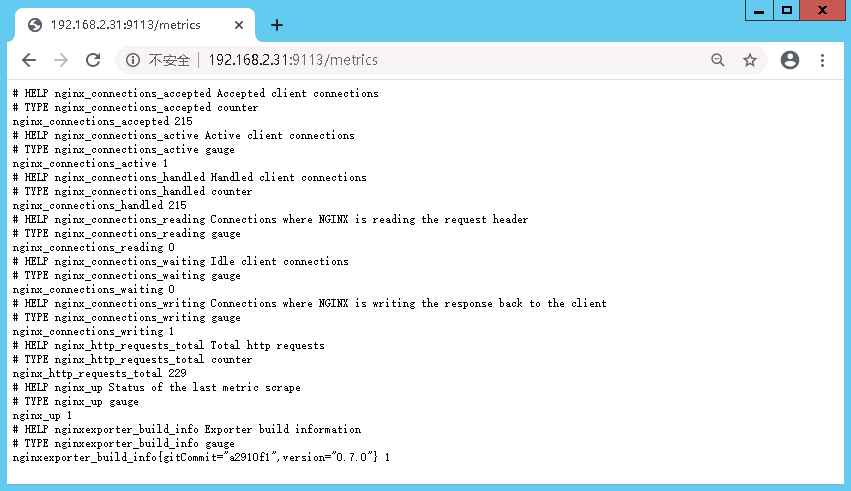 192.168.2.31:9113/metrics
不安全 | 192.168.2.31:9113/metrics
# HELP nginx_connections_accepted Accepted client connections
# TYPE nginx_connections_accepted counter
nginx_connections_accepted 215
# HELP nginx_connections_active Active client connections
# TYPE nginx_connections_active gauge
nginx_connections_active 1
# HELP nginx_connections_handled Handled client connections
# TYPE nginx_connections_handled counter
nginx_connections_handled 215
# HELP nginx_connections_reading Connections where NGINX is reading the request header
# TYPE nginx_connections_reading gauge
nginx_connections_reading 0
# HELP nginx_connections_waiting Idle client connections
# TYPE nginx_connections_waiting gauge
nginx_connections_waiting 0
# HELP nginx_connections_writing Connections where NGINX is writing the response back to the client
# TYPE nginx_connections_writing gauge
nginx_connections_writing 1
# HELP nginx_http_requests_total Total http requests
# TYPE nginx_http_requests_total counter
nginx_http_requests_total 229
# HELP nginx_up Status of the last metric scrape
# TYPE nginx_up gauge
nginx_up 1
# HELP nginxexporter_build_info Exporter build information
# TYPE nginxexporter_build_info gauge
nginxexporter_build_info{gitCommit="a2910f1",version="0.7.0"} 1